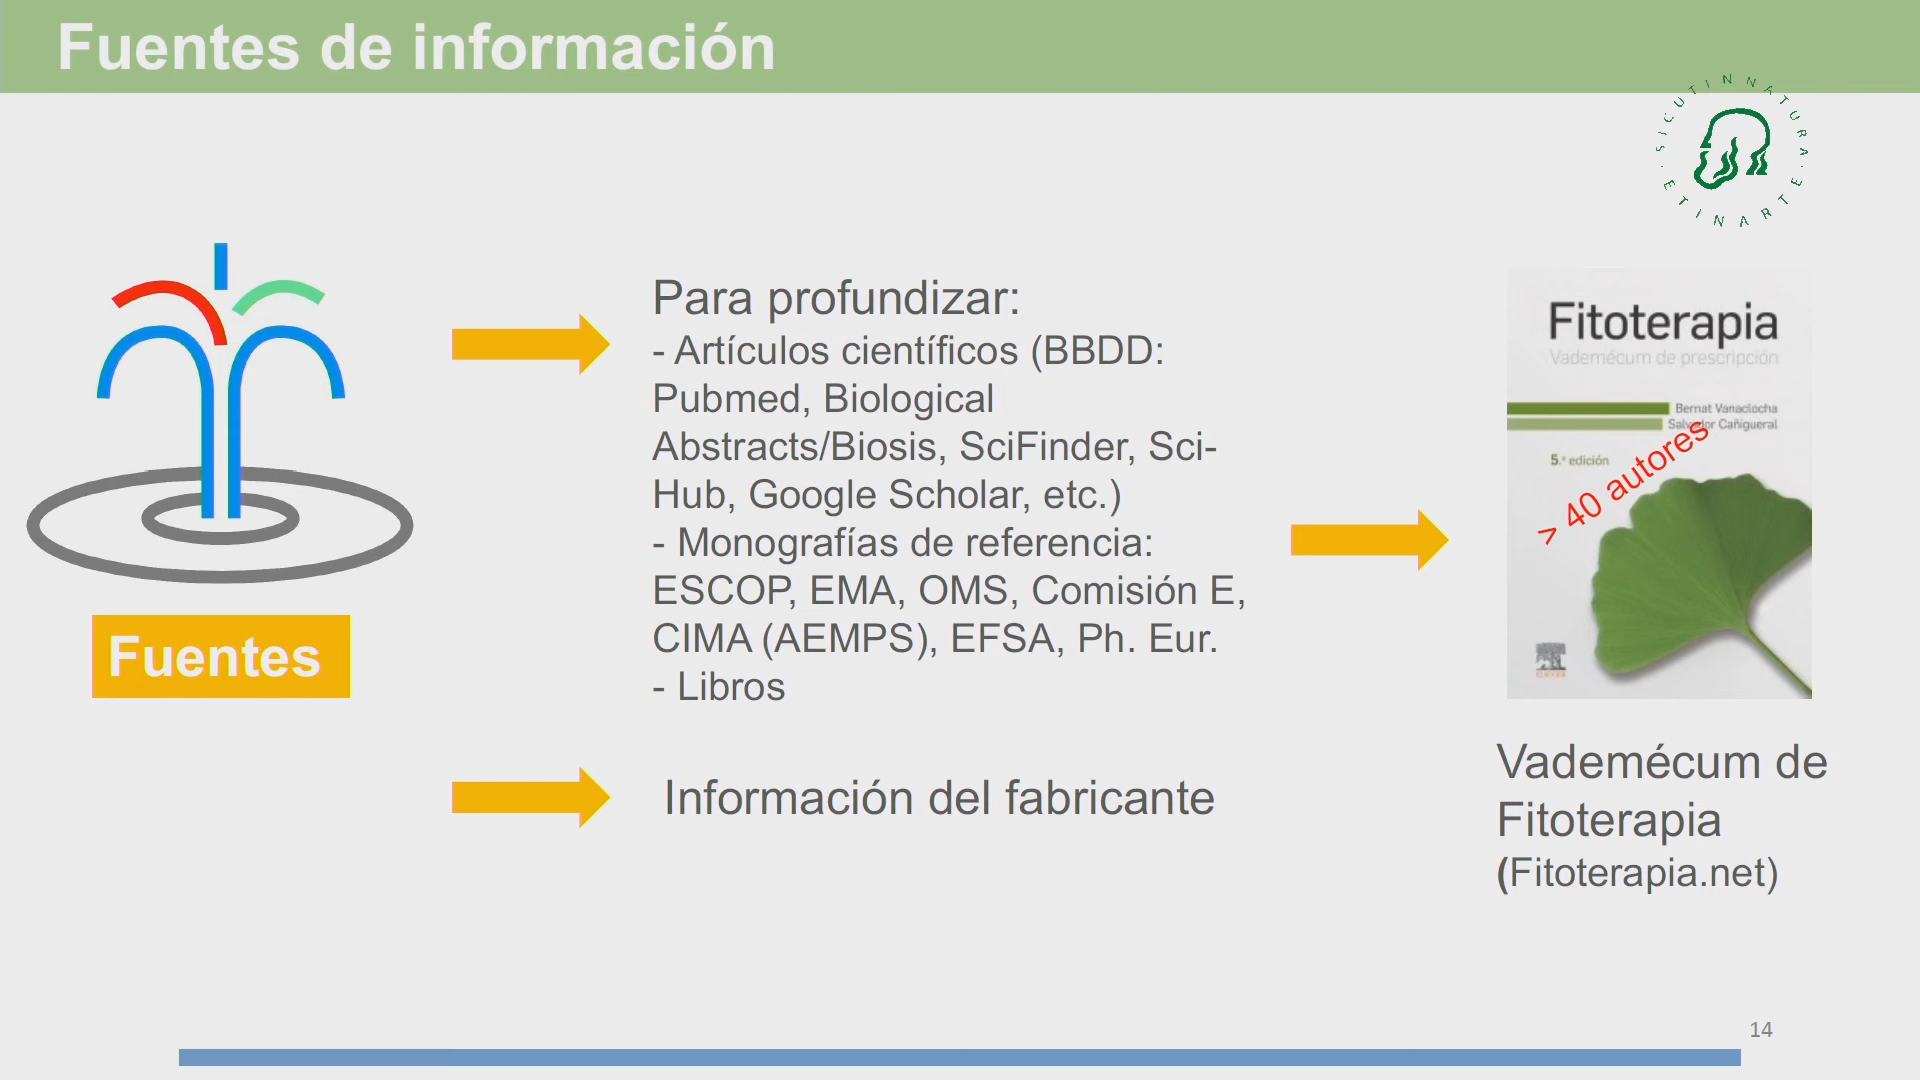 Fuentes de información
SICUT IN NATURA · ET IN ARTE ·
Para profundizar:
- Artículos científicos (BBDD:
Pubmed, Biological
Abstracts/Biosis, SciFinder, Sci-
Hub, Google Scholar, etc.)
- Monografías de referencia:
ESCOP, EMA, OMS, Comisión E,
CIMA (AEMPS), EFSA, Ph. Eur.
- Libros
Fuentes
Información del fabricante
Fitoterapia
Vademécum de prescripción
Bernat Vanaclocha
Salvador Cañigueral
5.ª edición
> 40 autores
ELSEVIER
Vademécum de
Fitoterapia
(Fitoterapia.net)
14